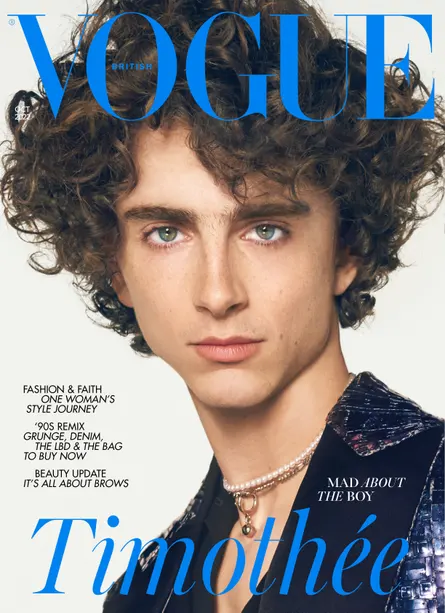 ®
VOGUE
BRITISH
OCT
2022
FASHION & FAITH
ONE WOMAN'S
STYLE JOURNEY
'90S REMIX
GRUNGE, DENIM,
THE LBD & THE BAG
TO BUY NOW
BEAUTY UPDATE
IT'S ALL ABOUT BROWS
MAD ABOUT
THE BOY
Timothée